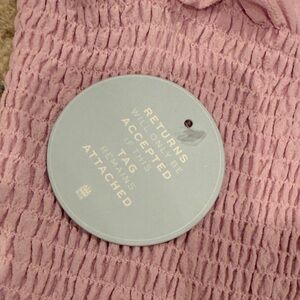 RETURNS
WILL ONLY BE
ACCEPTED
IF THIS
TAG
REMAINS
ATTACHED